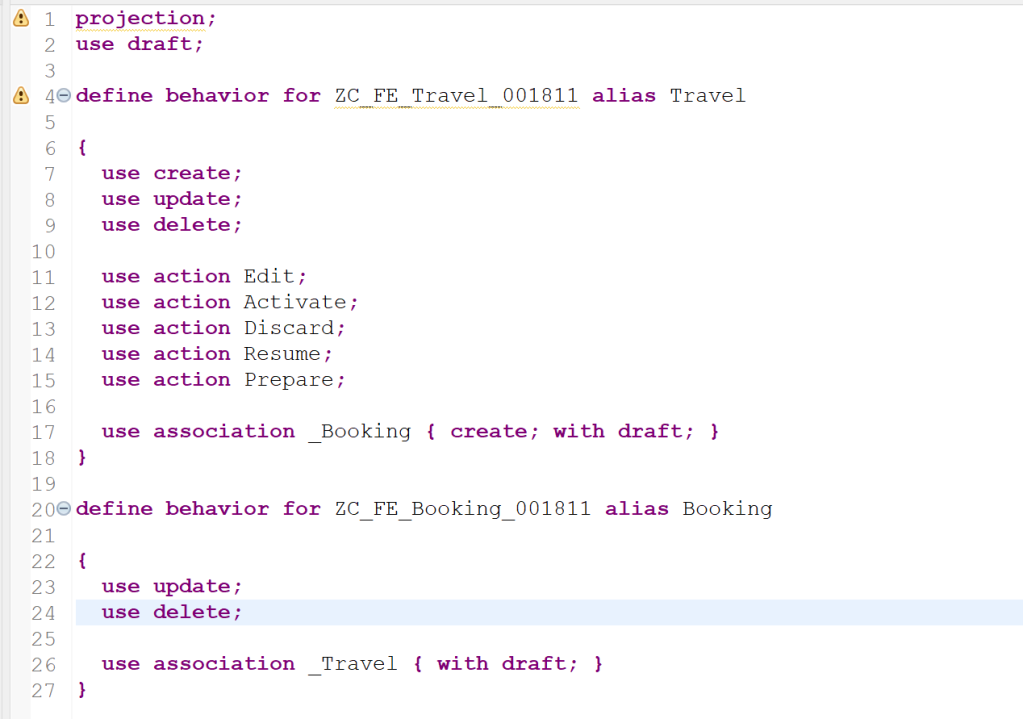 1 projection;
2 use draft;
3
4 define behavior for ZC_FE_Travel_001811 alias Travel
5
6 {
7 use create;
8 use update;
9 use delete;
10
11 use action Edit;
12 use action Activate;
13 use action Discard;
14 use action Resume;
15 use action Prepare;
16
17 use association _Booking { create; with draft; }
18 }
19
20 define behavior for ZC_FE_Booking_001811 alias Booking
21
22 {
23 use update;
24 use delete;
25
26 use association _Travel { with draft; }
27 }